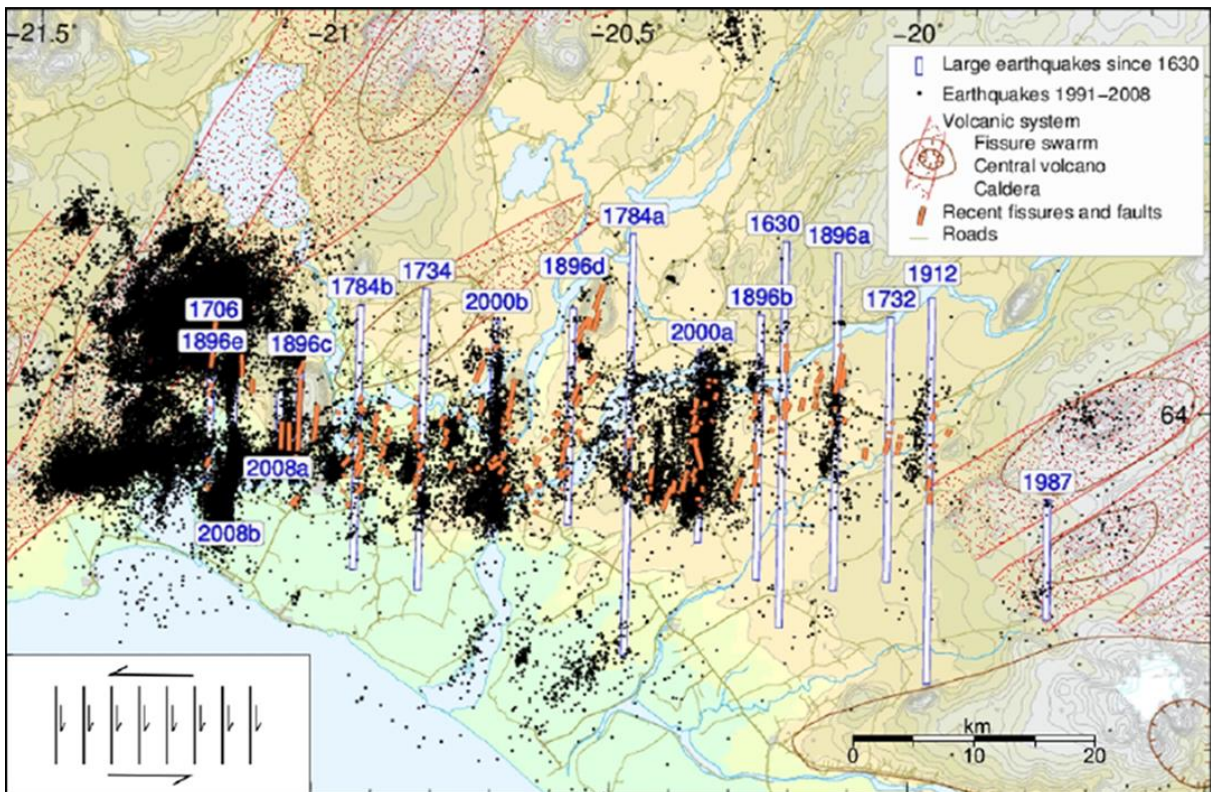 -21.5°
-21°
-20.5°
-20°
Large earthquakes since 1630
Earthquakes 1991-2008
Volcanic system
Fissure swarm
Central volcano
Caldera
Recent fissures and faults
Roads
1784a
1630
1896a
1734
1896d
1912
1784b
2000b
1896b
1732
1706
1896e
1896c
2000a
64°
2008a
1987
2008b
km
0 10 20